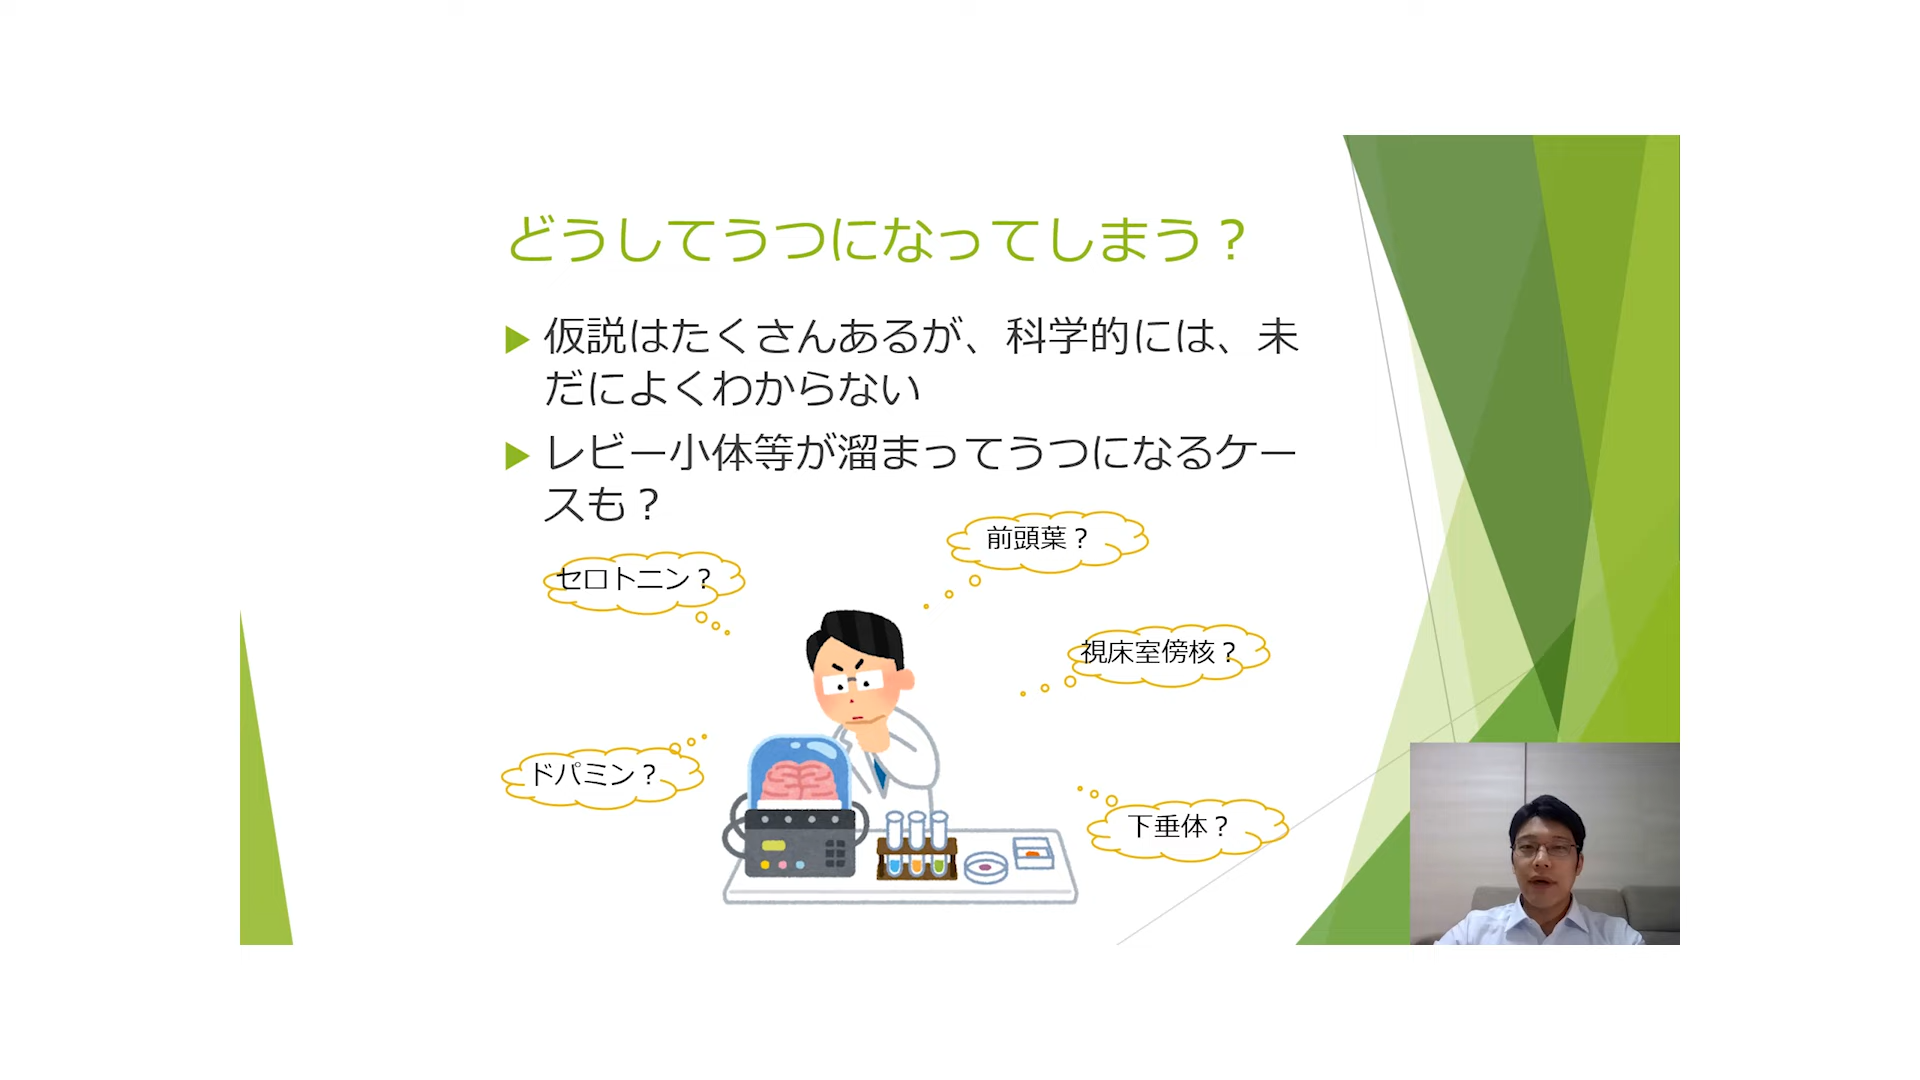 どうしてうつになってしまう？
仮説はたくさんあるが、科学的には、未
だによくわからない
レビー小体等が溜まってうつになるケー
スも？
前頭葉？
セロトニン？
視床室傍核？
ドパミン？
下垂体？